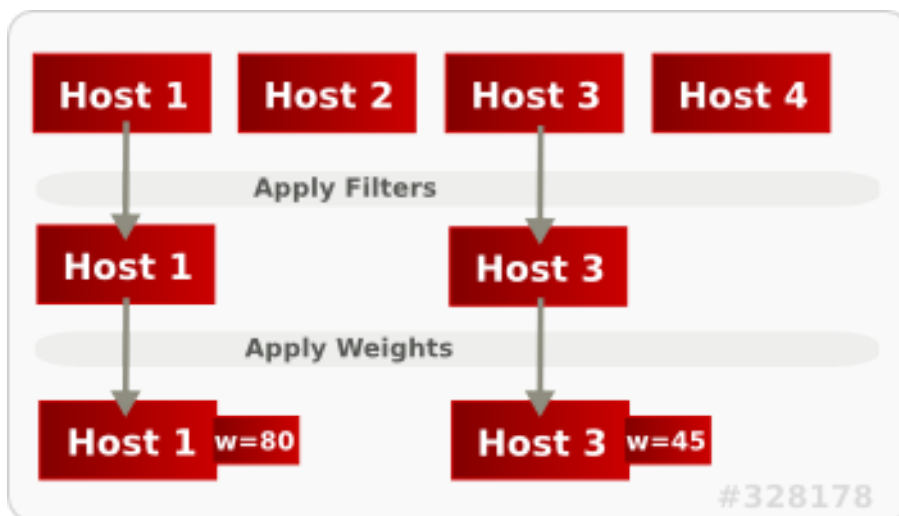 Host 1 Host 2 Host 3 Host 4
Apply Filters
Host 1 Host 3
Apply Weights
Host 1 w=80 Host 3 w=45
#328178